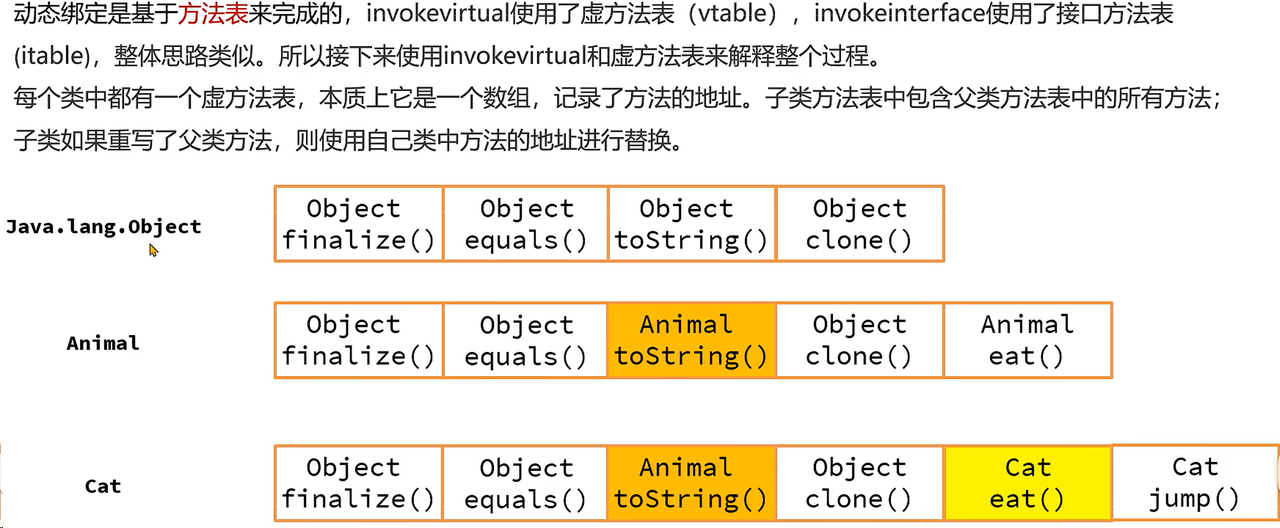 动态绑定是基于方法表来完成的，invokevirtual使用了虚方法表（vtable），invokeinterface使用了接口方法表
(itable)，整体思路类似。所以接下来使用invokevirtual和虚方法表来解释整个过程。
每个类中都有一个虚方法表，本质上它是一个数组，记录了方法的地址。子类方法表中包含父类方法表中的所有方法；
子类如果重写了父类方法，则使用自己类中方法的地址进行替换。
Java.lang.Object
Object
finalize()
Object
equals()
Object
toString()
Object
clone()
Animal
Object
finalize()
Object
equals()
Animal
toString()
Object
clone()
Animal
eat()
Cat
Object
finalize()
Object
equals()
Animal
toString()
Object
clone()
Cat
eat()
Cat
jump()